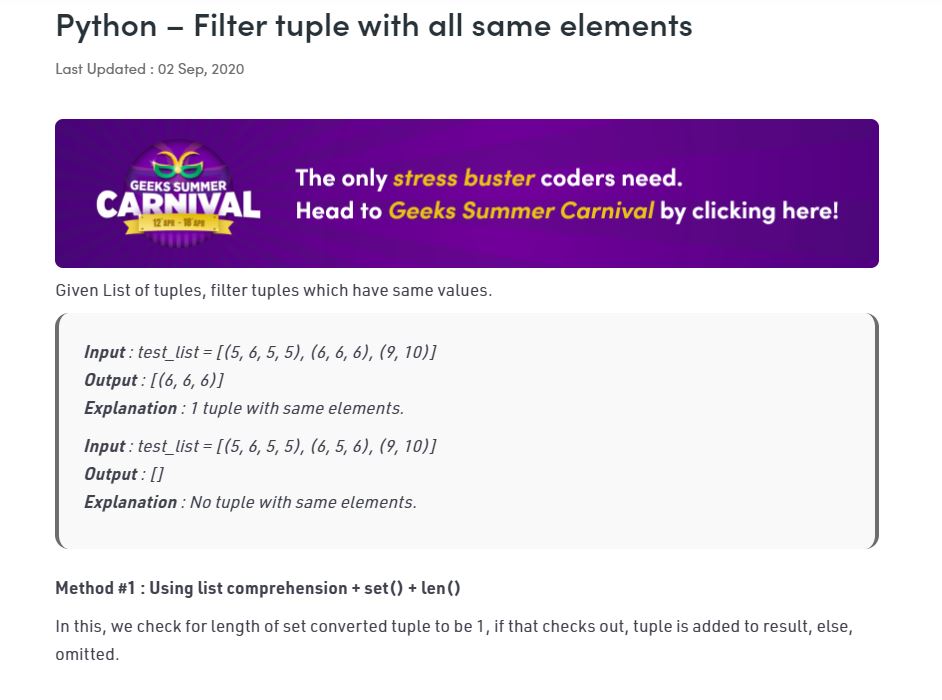 Python – Filter tuple with all same elements
Last Updated : 02 Sep, 2020
GEEKS SUMMER
CARNIVAL
12 APR - 18 APR
The only stress buster coders need.
Head to Geeks Summer Carnival by clicking here!
Given List of tuples, filter tuples which have same values.
Input : test_list = [(5, 6, 5, 5), (6, 6, 6), (9, 10)]
Output : [(6, 6, 6)]
Explanation : 1 tuple with same elements.
Input : test_list = [(5, 6, 5, 5), (6, 5, 6), (9, 10)]
Output : []
Explanation : No tuple with same elements.
Method #1 : Using list comprehension + set() + len()
In this, we check for length of set converted tuple to be 1, if that checks out, tuple is added to result, else,
omitted.